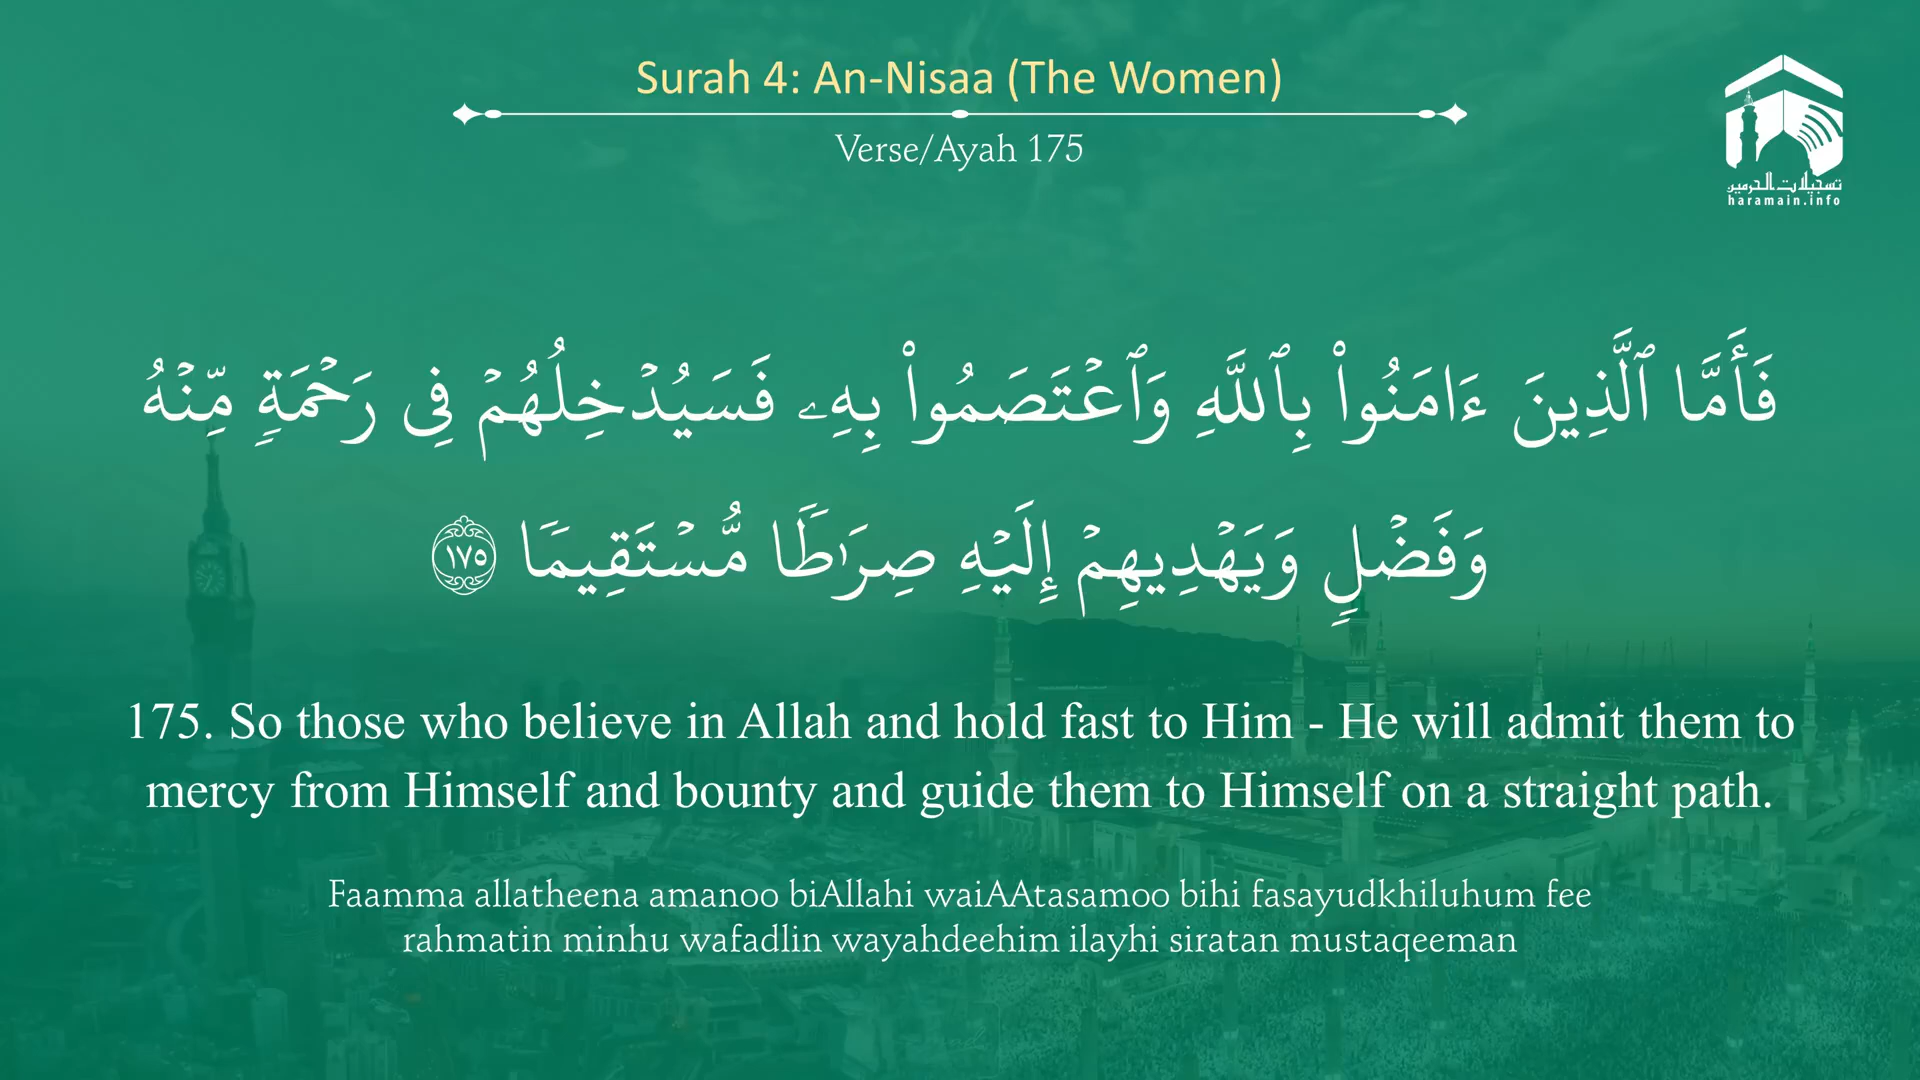 Surah 4: An-Nisaa (The Women)
Verse/Ayah 175
تسجيلات الحرمين
haramain.info
فَأَمَّا ٱلَّذِينَ ءَامَنُوا۟ بِٱللَّهِ وَٱعْتَصَمُوا۟ بِهِۦ فَسَيُدْخِلُهُمْ فِى رَحْمَةٍ مِّنْهُ
وَفَضْلٍ وَيَهْدِيهِمْ إِلَيْهِ صِرَٰطًا مُّسْتَقِيمًا ١٧٥
175. So those who believe in Allah and hold fast to Him - He will admit them to
mercy from Himself and bounty and guide them to Himself on a straight path.
Faamma allatheena amanoo biAllahi waiAAtasamoo bihi fasayudkhiluhum fee
rahmatin minhu wafadlin wayahdeehim ilayhi siratan mustaqeeman